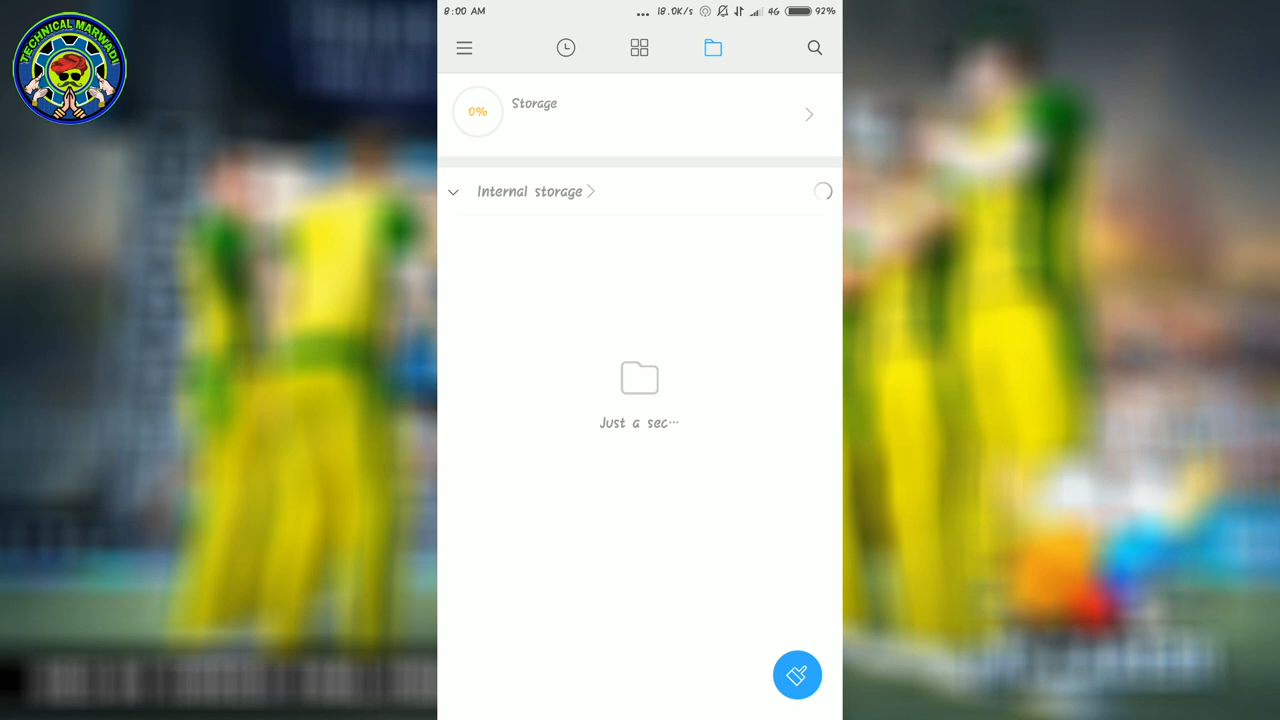 TECHNICAL MARWADI
8:00 AM
... 18.0K/s 4G 92%
0%
Storage
Internal storage
Just a sec...